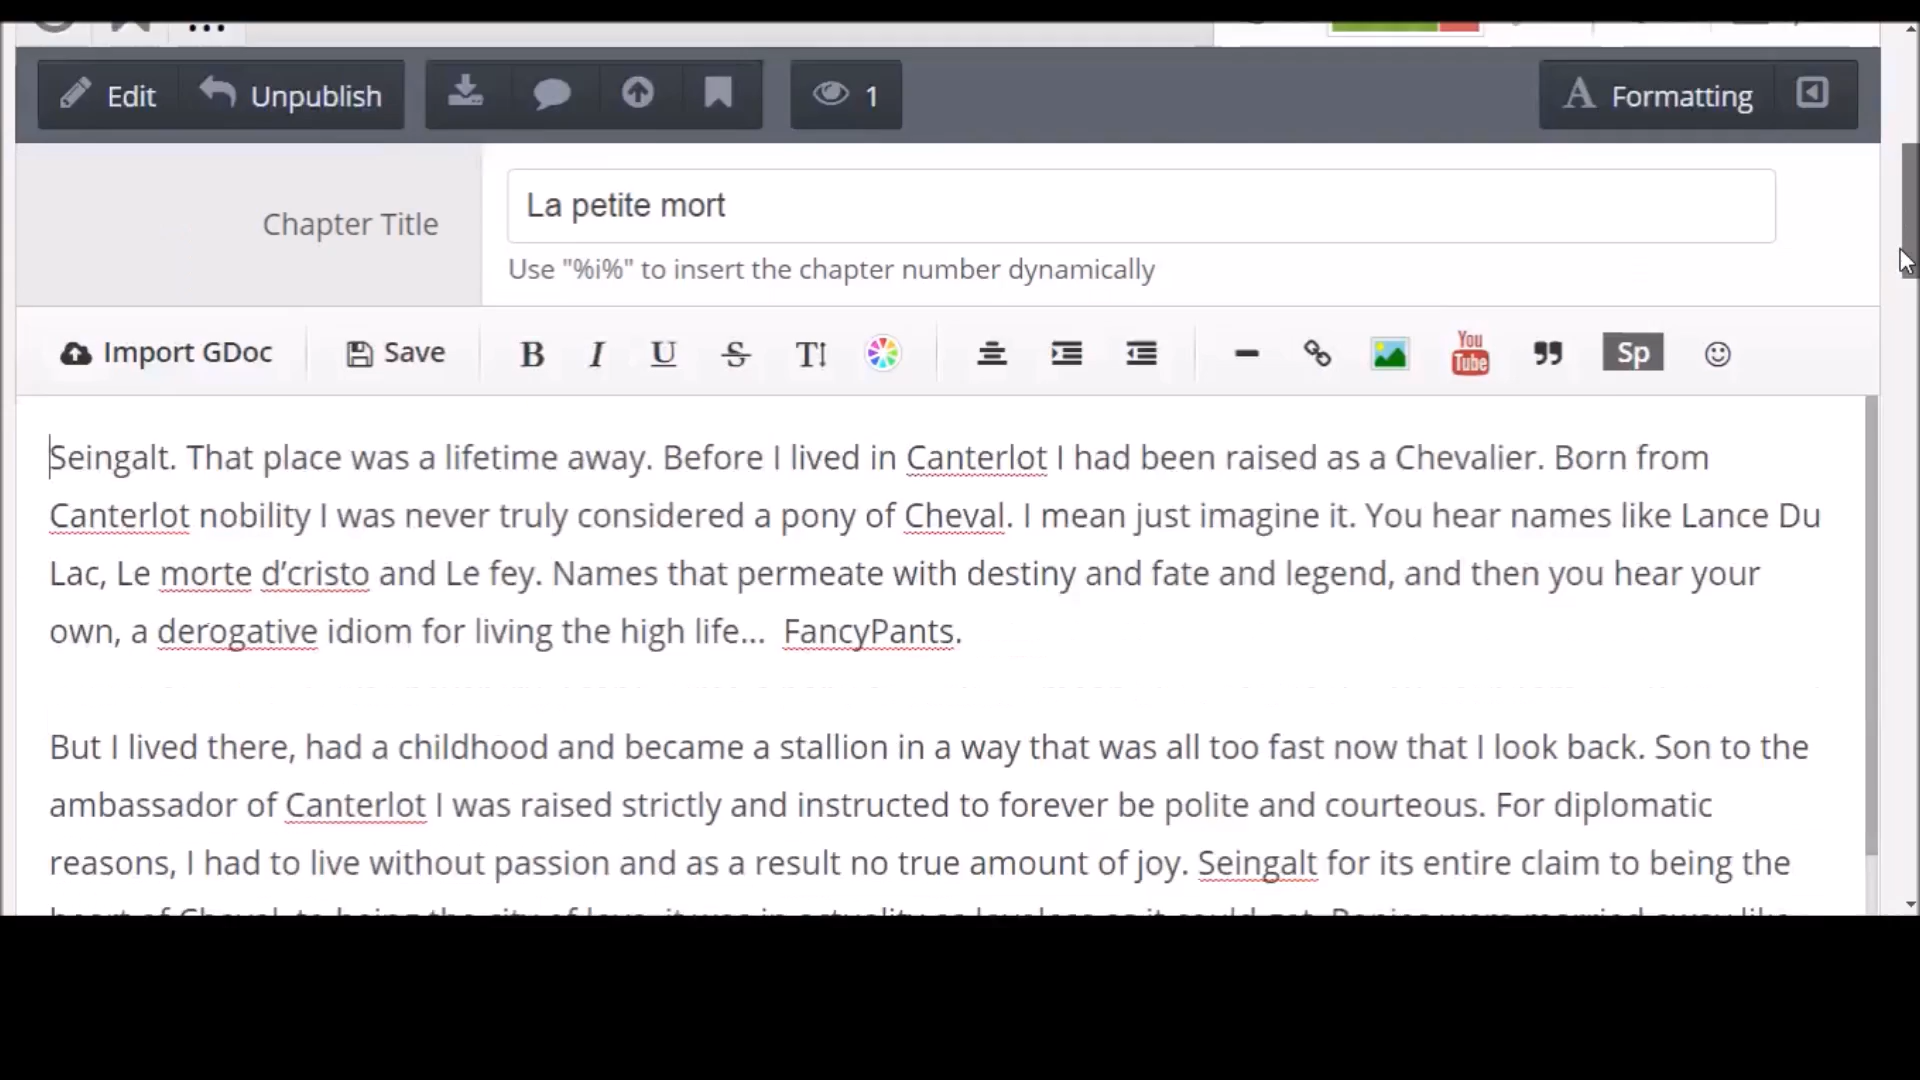 Edit Unpublish 1 A Formatting
Chapter Title La petite mort
Use "%i%" to insert the chapter number dynamically
Import GDoc Save B I U S T You Tube Sp
Seingalt. That place was a lifetime away. Before I lived in Canterlot I had been raised as a Chevalier. Born from
Canterlot nobility I was never truly considered a pony of Cheval. I mean just imagine it. You hear names like Lance Du
Lac, Le morte d’cristo and Le fey. Names that permeate with destiny and fate and legend, and then you hear your
own, a derogative idiom for living the high life...  FancyPants.
But I lived there, had a childhood and became a stallion in a way that was all too fast now that I look back. Son to the
ambassador of Canterlot I was raised strictly and instructed to forever be polite and courteous. For diplomatic
reasons, I had to live without passion and as a result no true amount of joy. Seingalt for its entire claim to being the